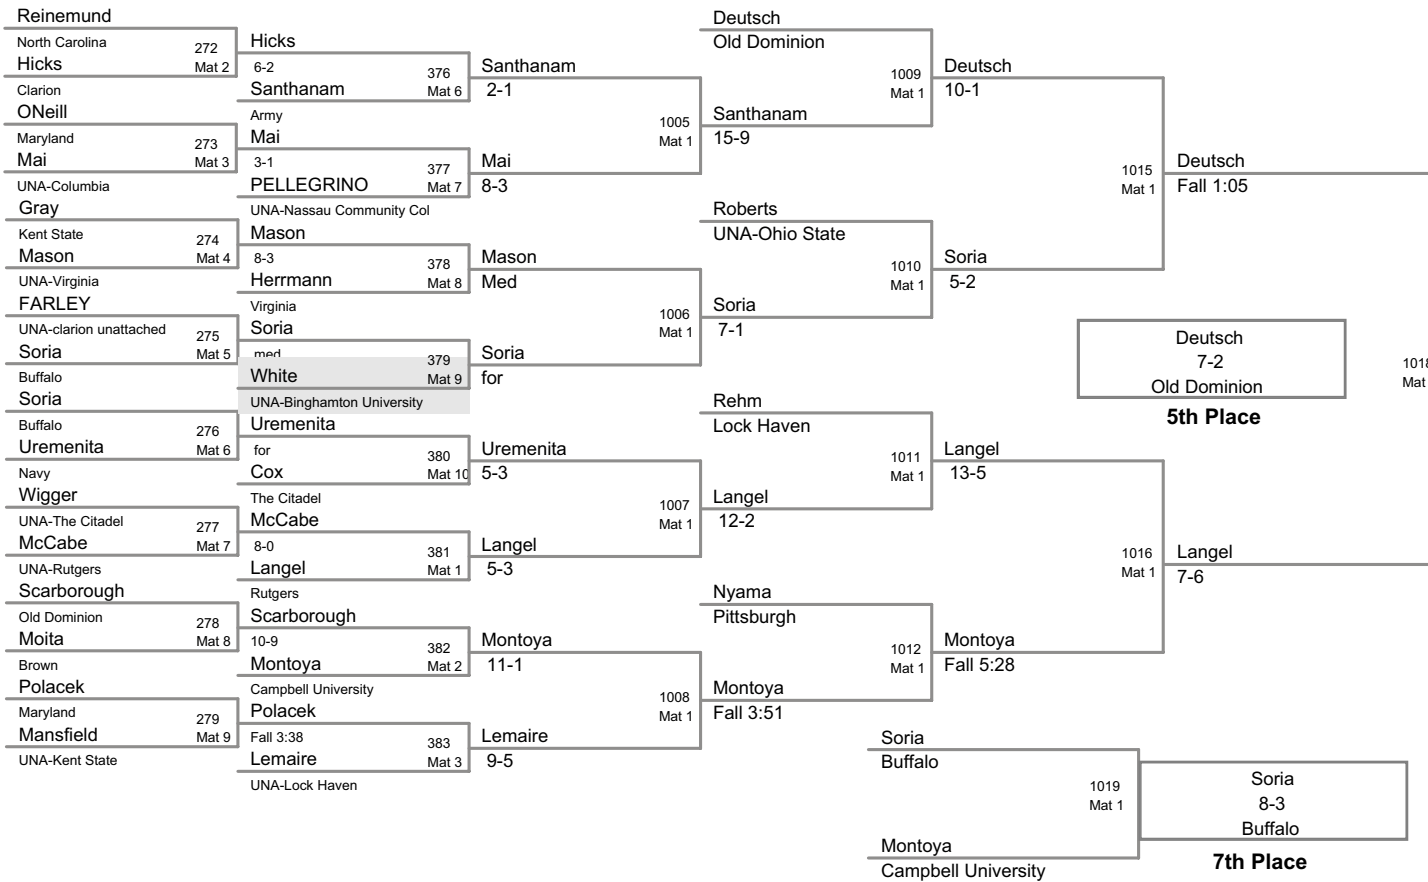 Reinemund
North Carolina
272
Hicks
Mat 2
Clarion
ONeill
Maryland
273
Mai
Mat 3
UNA-Columbia
Gray
Kent State
274
Mason
Mat 4
UNA-Virginia
FARLEY
UNA-clarion unattached
275
Soria
Mat 5
Buffalo
Soria
Buffalo
276
Uremenita
Mat 6
Navy
Wigger
UNA-The Citadel
277
McCabe
Mat 7
UNA-Rutgers
Scarborough
Old Dominion
278
Moita
Mat 8
Brown
Polacek
Maryland
279
Mansfield
Mat 9
UNA-Kent State
Hicks
6-2
376
Santhanam
Mat 6
Army
Mai
3-1
377
PELLEGRINO
Mat 7
UNA-Nassau Community Col
Mason
8-3
378
Herrmann
Mat 8
Virginia
Soria
med
379
White
Mat 9
UNA-Binghamton University
Uremenita
for
380
Cox
Mat 10
The Citadel
McCabe
8-0
381
Langel
Mat 1
Rutgers
Scarborough
10-9
382
Montoya
Mat 2
Campbell University
Polacek
Fall 3:38
383
Lemaire
Mat 3
UNA-Lock Haven
Santhanam
2-1
1005
Mat 1
Mai
8-3
Mason
Med
1006
Mat 1
Soria
for
Uremenita
5-3
1007
Mat 1
Langel
5-3
Montoya
11-1
1008
Mat 1
Lemaire
9-5
Deutsch
Old Dominion
1009
Mat 1
Santhanam
15-9
Roberts
UNA-Ohio State
1010
Mat 1
Soria
7-1
Rehm
Lock Haven
1011
Mat 1
Langel
12-2
Nyama
Pittsburgh
1012
Mat 1
Montoya
Fall 3:51
Deutsch
10-1
1015
Mat 1
Soria
5-2
Langel
13-5
1016
Mat 1
Montoya
Fall 5:28
Deutsch
Fall 1:05
1018
Mat
Langel
7-6
Deutsch
7-2
Old Dominion
5th Place
Soria
Buffalo
1019
Mat 1
Montoya
Campbell University
Soria
8-3
Buffalo
7th Place